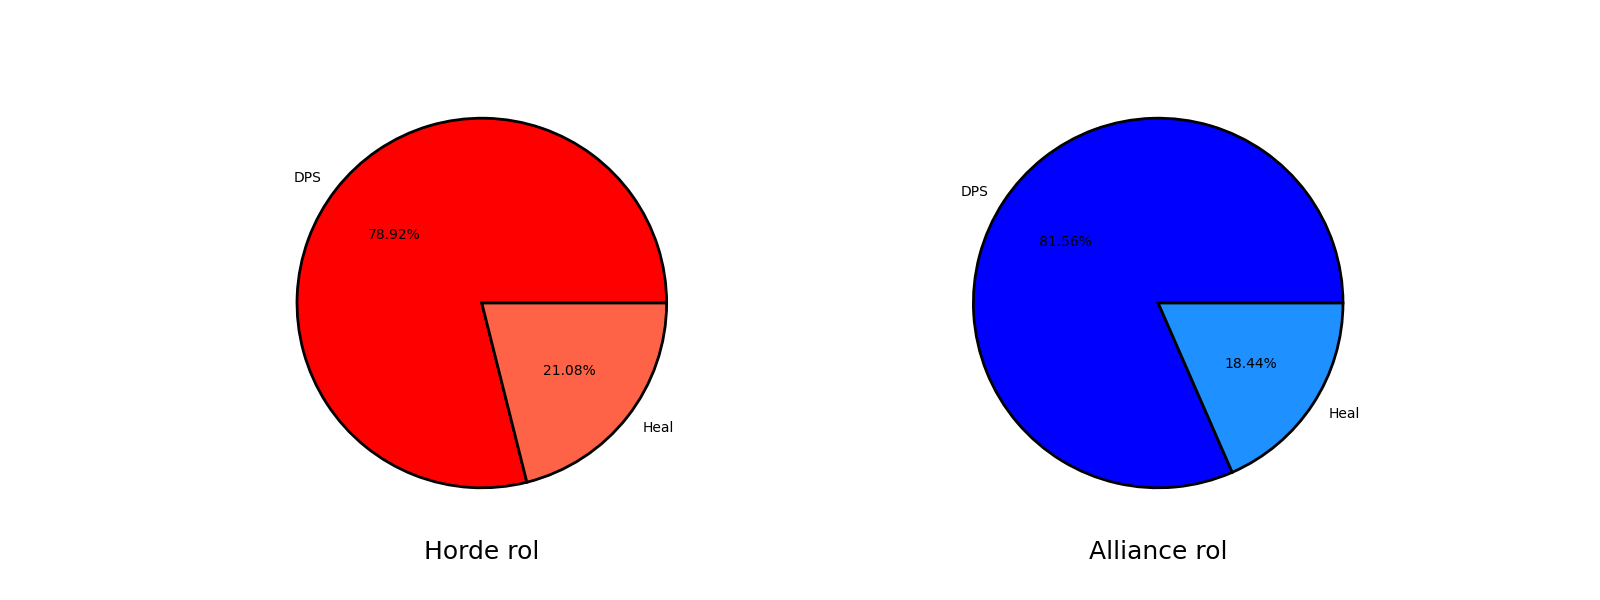 DPS
78.92%
21.08%
Heal
Horde rol
DPS
81.56%
18.44%
Heal
Alliance rol